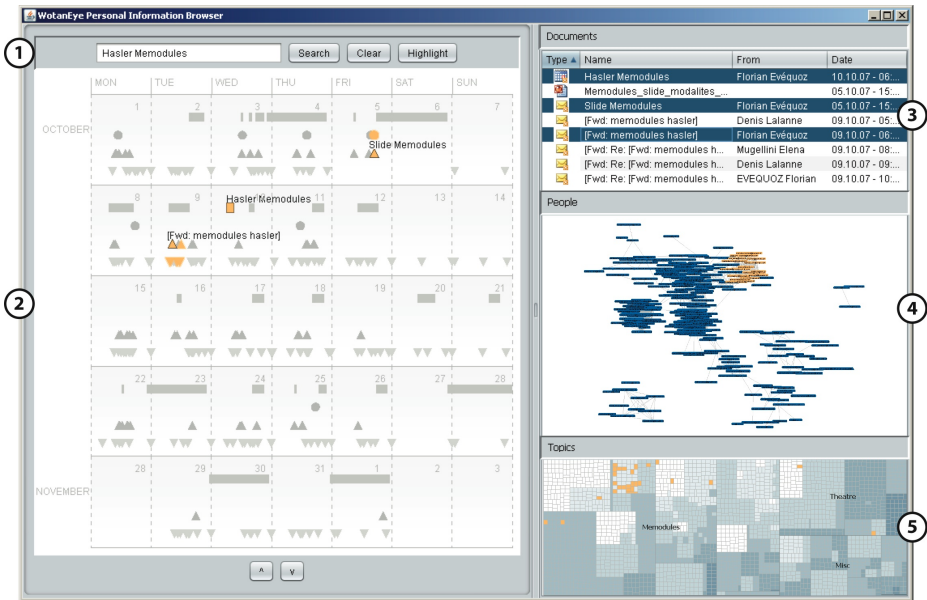 WotanEye Personal Information Browser
1
Hasler Memodules
Search
Clear
Highlight
MON TUE WED THU FRI SAT SUN
OCTOBER
1 2 3 4 5 6 7
Slide Memodules
8 9 11 12 13 14
Hasler Memodules
[Fwd: memodules hasler]
2
15 16 17 18 19 20 21
22 23 24 25 26 27 28
NOVEMBER
28 29 30 31 1 2 3
^
v
Documents
Type Name From Date
Hasler Memodules Florian Evéquoz 10.10.07 - 06:...
Memodules_slide_modalites_... 05.10.07 - 15:...
Slide Memodules Florian Evéquoz 05.10.07 - 15:...
[Fwd: memodules hasler] Denis Lalanne 09.10.07 - 05:...
[Fwd: memodules hasler] Florian Evéquoz 09.10.07 - 06:...
[Fwd: Re: [Fwd: memodules h... Mugellini Elena 09.10.07 - 08:...
[Fwd: Re: [Fwd: memodules h... Denis Lalanne 09.10.07 - 09:...
[Fwd: Re: [Fwd: memodules h... EVEQUOZ Florian 09.10.07 - 10:...
3
People
4
Topics
Theatre
Memodules
Misc
5